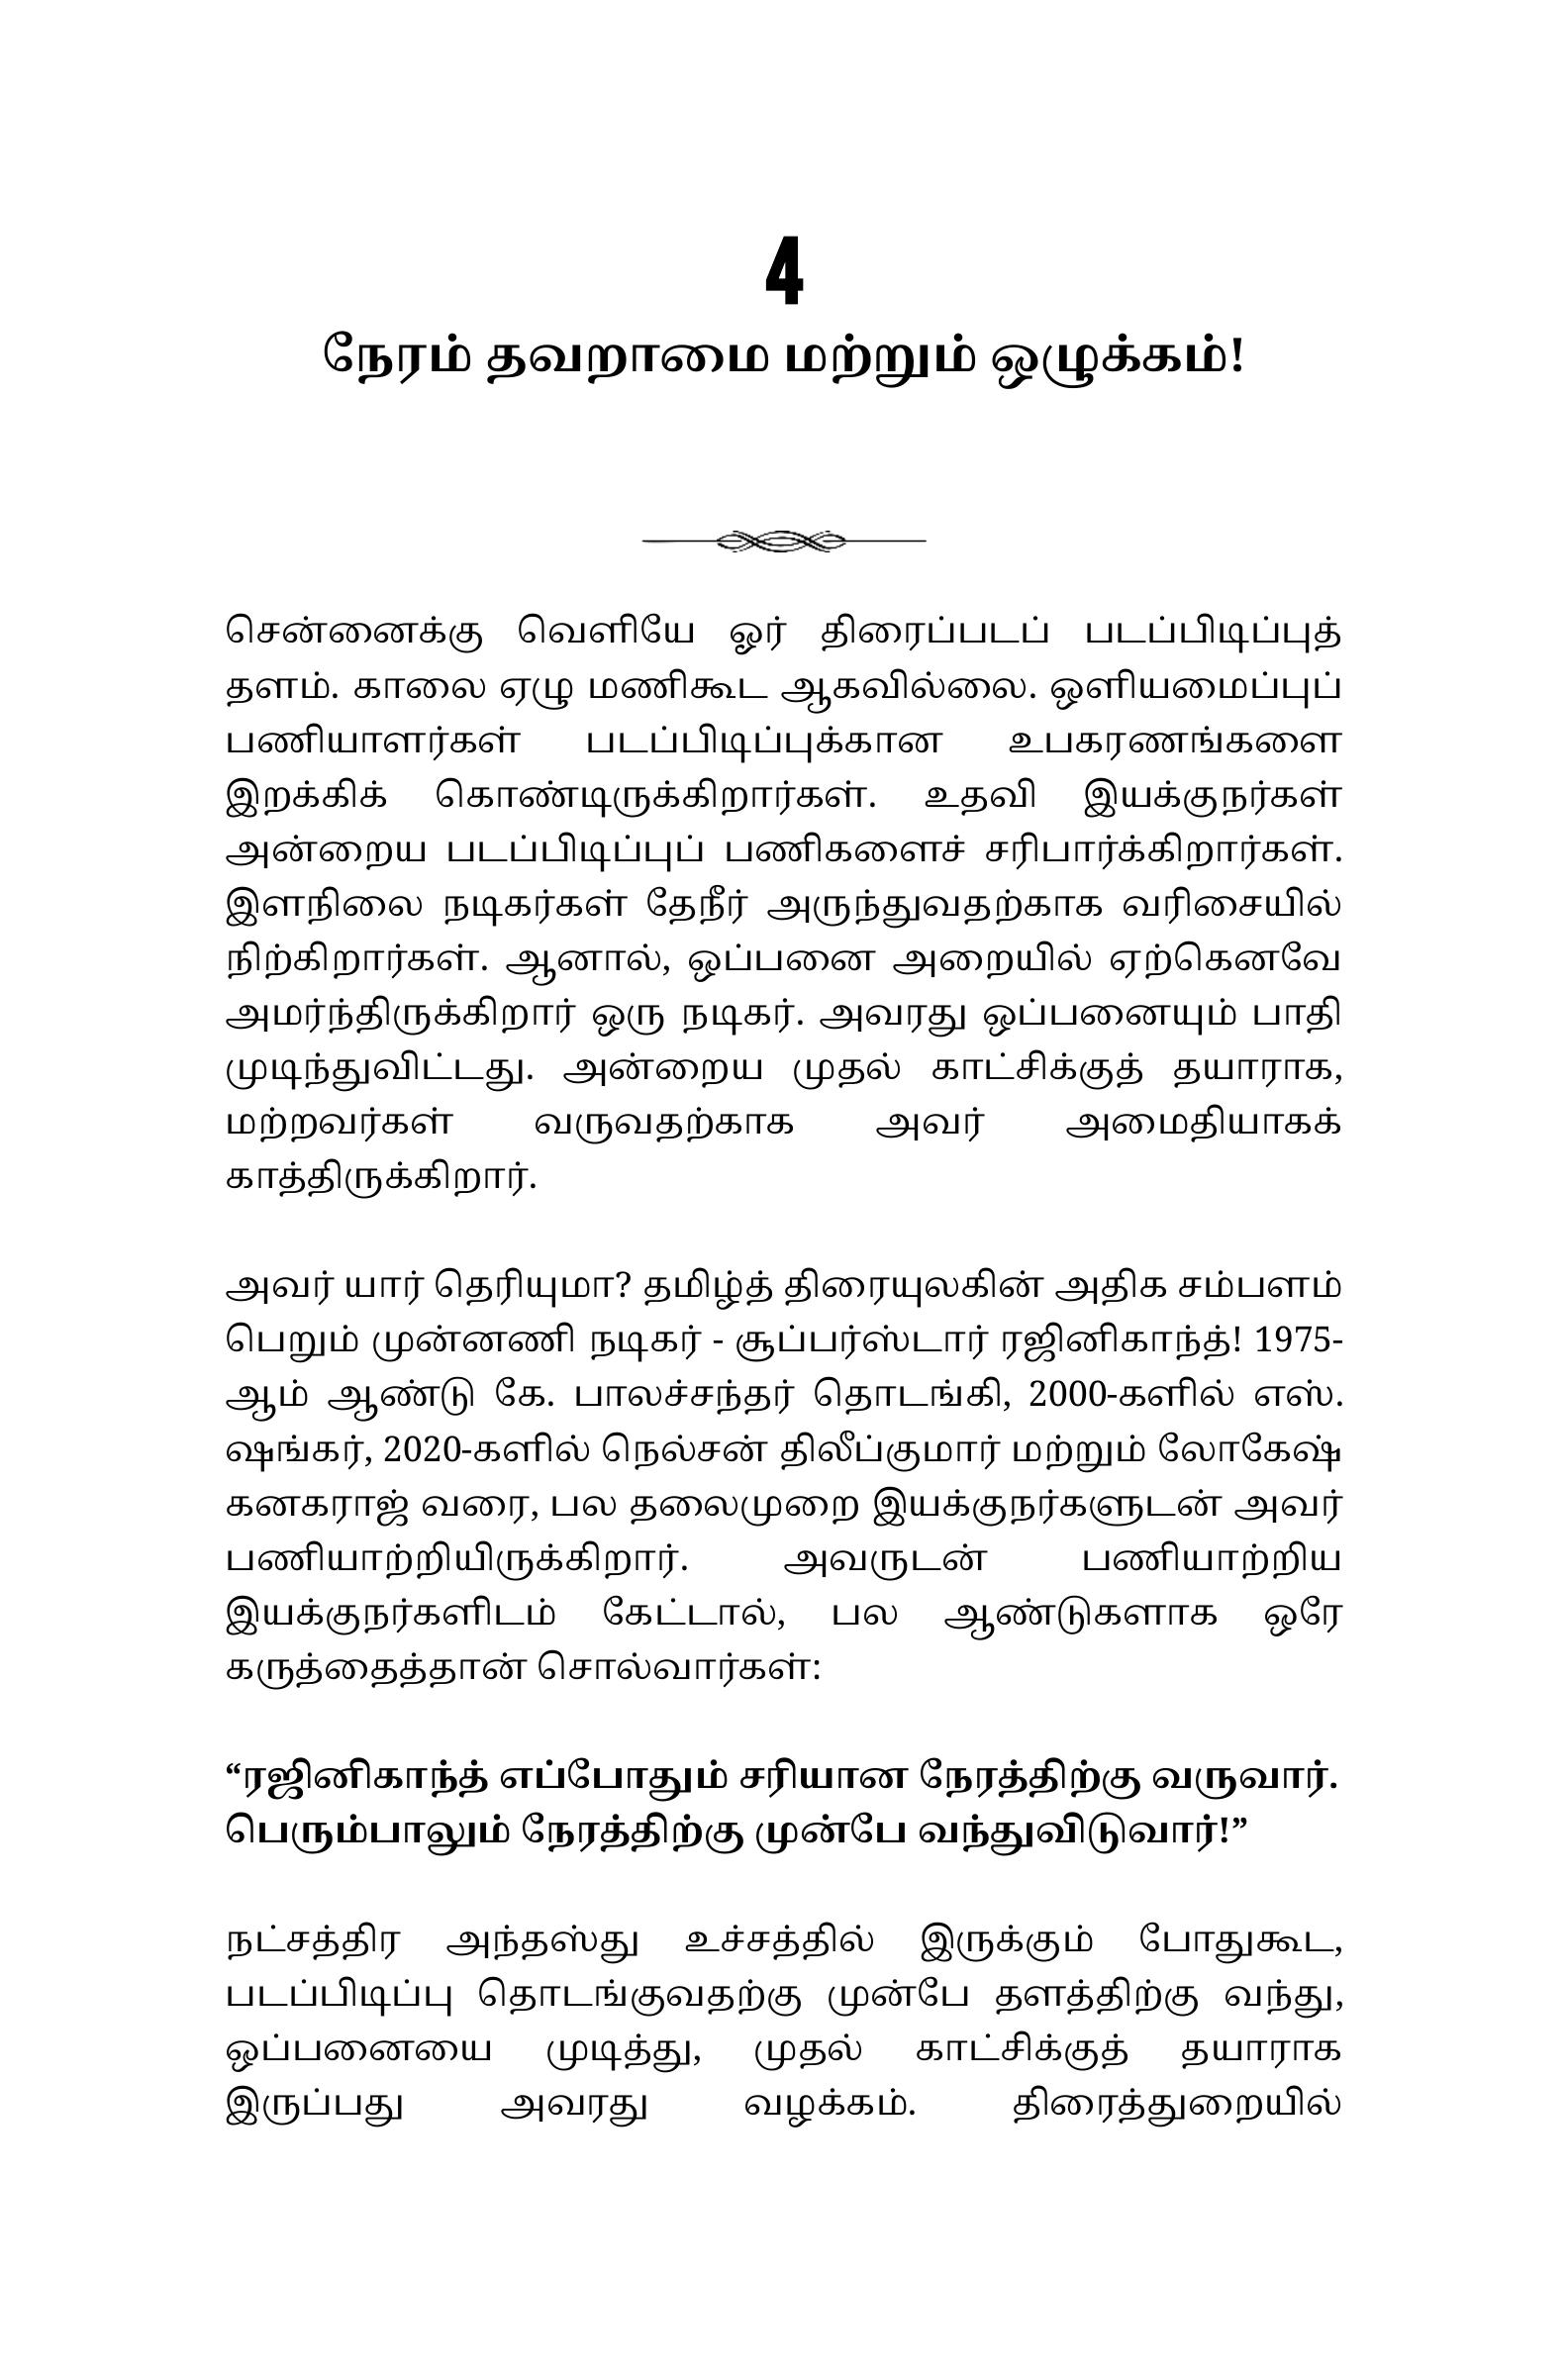 4
நேரம் தவறாமை மற்றும் ஒழுக்கம்!
சென்னைக்கு வெளியே ஓர் திரைப்படப் படப்பிடிப்புத்
தளம். காலை ஏழு மணிகூட ஆகவில்லை. ஒளியமைப்புப்
பணியாளர்கள் படப்பிடிப்புக்கான உபகரணங்களை
இறக்கிக் கொண்டிருக்கிறார்கள். உதவி இயக்குநர்கள்
அன்றைய படப்பிடிப்புப் பணிகளைச் சரிபார்க்கிறார்கள்.
இளநிலை நடிகர்கள் தேநீர் அருந்துவதற்காக வரிசையில்
நிற்கிறார்கள். ஆனால், ஒப்பனை அறையில் ஏற்கெனவே
அமர்ந்திருக்கிறார் ஒரு நடிகர். அவரது ஒப்பனையும் பாதி
முடிந்துவிட்டது. அன்றைய முதல் காட்சிக்குத் தயாராக,
மற்றவர்கள் வருவதற்காக அவர் அமைதியாகக்
காத்திருக்கிறார்.
அவர் யார் தெரியுமா? தமிழ்த் திரையுலகின் அதிக சம்பளம்
பெறும் முன்னணி நடிகர் - சூப்பர்ஸ்டார் ரஜினிகாந்த்! 1975-
ஆம் ஆண்டு கே. பாலச்சந்தர் தொடங்கி, 2000-களில் எஸ்.
ஷங்கர், 2020-களில் நெல்சன் திலீப்குமார் மற்றும் லோகேஷ்
கனகராஜ் வரை, பல தலைமுறை இயக்குநர்களுடன் அவர்
பணியாற்றியிருக்கிறார். அவருடன் பணியாற்றிய
இயக்குநர்களிடம் கேட்டால், பல ஆண்டுகளாக ஒரே
கருத்தைத்தான் சொல்வார்கள்:
“ரஜினிகாந்த் எப்போதும் சரியான நேரத்திற்கு வருவார்.
பெரும்பாலும் நேரத்திற்கு முன்பே வந்துவிடுவார்!”
நட்சத்திர அந்தஸ்து உச்சத்தில் இருக்கும் போதுகூட,
படப்பிடிப்பு தொடங்குவதற்கு முன்பே தளத்திற்கு வந்து,
ஒப்பனையை முடித்து, முதல் காட்சிக்குத் தயாராக
இருப்பது அவரது வழக்கம். திரைத்துறையில்